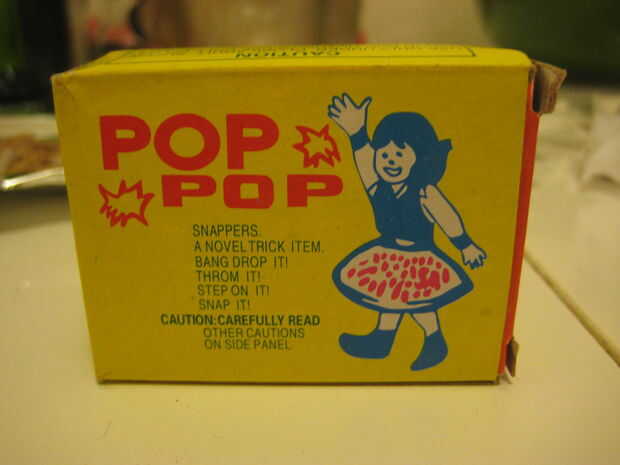 CAUTION
POP
POP
SNAPPERS.
A NOVEL TRICK ITEM.
BANG DROP IT!
THROM IT!
STEP ON IT!
SNAP IT!
CAUTION:CAREFULLY READ
OTHER CAUTIONS
ON SIDE PANEL